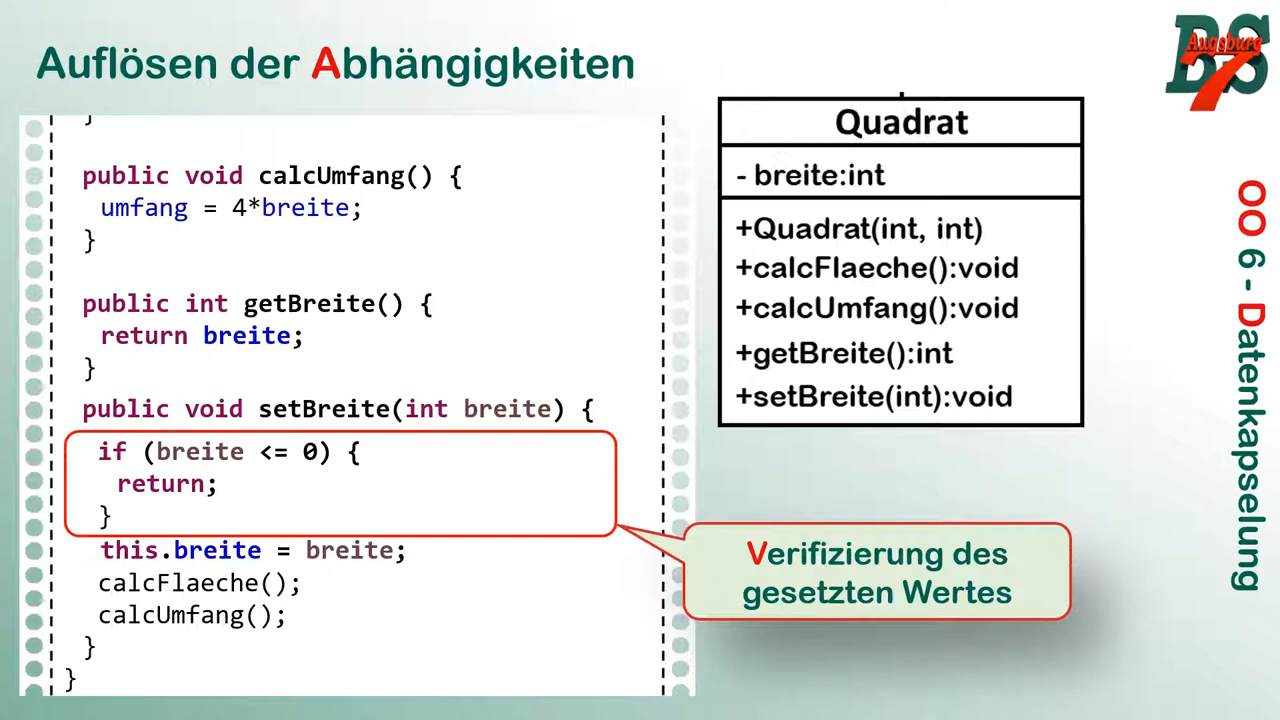 Auflösen der Abhängigkeiten
}
public void calcUmfang() {
umfang = 4*breite;
}
public int getBreite() {
return breite;
}
public void setBreite(int breite) {
if (breite <= 0) {
return;
}
this.breite = breite;
calcFlaeche();
calcUmfang();
}
}
Quadrat
- breite:int
+Quadrat(int, int)
+calcFlaeche():void
+calcUmfang():void
+getBreite():int
+setBreite(int):void
Verifizierung des
gesetzten Wertes
BS
Augsburg
7
OO 6 - Datenkapselung